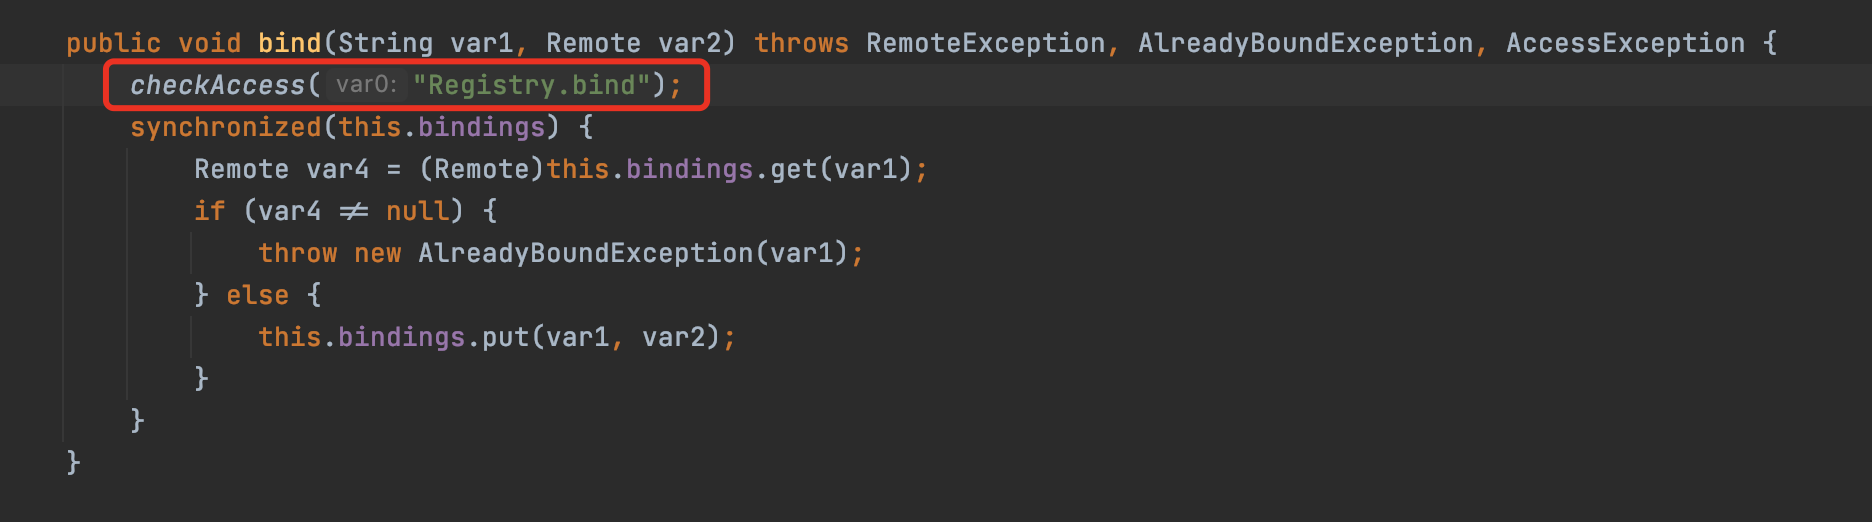 public void bind(String var1, Remote var2) throws RemoteException, AlreadyBoundException, AccessException {
checkAccess( var0: "Registry.bind");
synchronized(this.bindings) {
Remote var4 = (Remote)this.bindings.get(var1);
if (var4 ≠ null) {
throw new AlreadyBoundException(var1);
} else {
this.bindings.put(var1, var2);
}
}
}